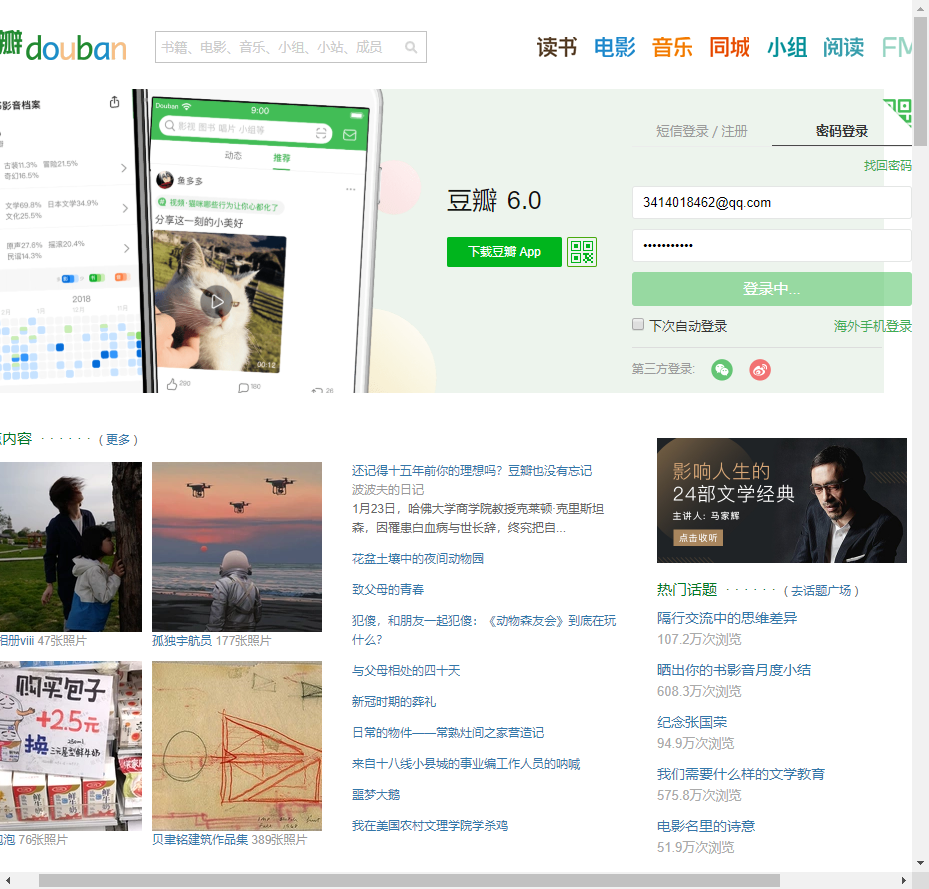 瓣douban
书籍、电影、音乐、小组、小站、成员
读书 电影 音乐 同城 小组 阅读 FM
影音档案
古装11.3% 冒险21.5%
奇幻16.5%
文学69.8% 日本文学34.9%
文化25.5%
原声27.6% 摇滚20.4%
民谣14.3%
影 书 音
2018
Douban 9:00
影视 图书 唱片 小组等
动态 推荐
鱼多多
视频·猫咪哪些行为让你心都化了
分享这一刻的小美好
00:12
290 180 26
豆瓣 6.0
下载豆瓣 App
短信登录 / 注册 密码登录
找回密码
3414018462@qq.com
•••••••••••
登录中...
下次自动登录 海外手机登录
第三方登录:
内容 · · · · · · ( 更多 )
相册viii 47张照片
孤独宇航员 177张照片
购买包子
+2.5元
换 三元屋型鲜牛奶
泡 76张照片
贝聿铭建筑作品集 389张照片
还记得十五年前你的理想吗？豆瓣也没有忘记
波波夫的日记
1月23日，哈佛大学商学院教授克莱顿·克里斯坦
森，因罹患白血病与世长辞，终究把自...
花盆土壤中的夜间动物园
致父母的青春
犯傻，和朋友一起犯傻：《动物森友会》到底在玩
什么？
与父母相处的四十天
新冠时期的葬礼
日常的物件——常熟灶间之家营造记
来自十八线小县城的事业编工作人员的呐喊
噩梦大鹅
我在美国农村文理学院学杀鸡
影响人生的
24部文学经典
主讲人：马家辉
点击收听
热门话题 · · · · · · ( 去话题广场 )
隔行交流中的思维差异
107.2万次浏览
晒出你的书影音月度小结
608.3万次浏览
纪念张国荣
94.9万次浏览
我们需要什么样的文学教育
575.8万次浏览
电影名里的诗意
51.9万次浏览